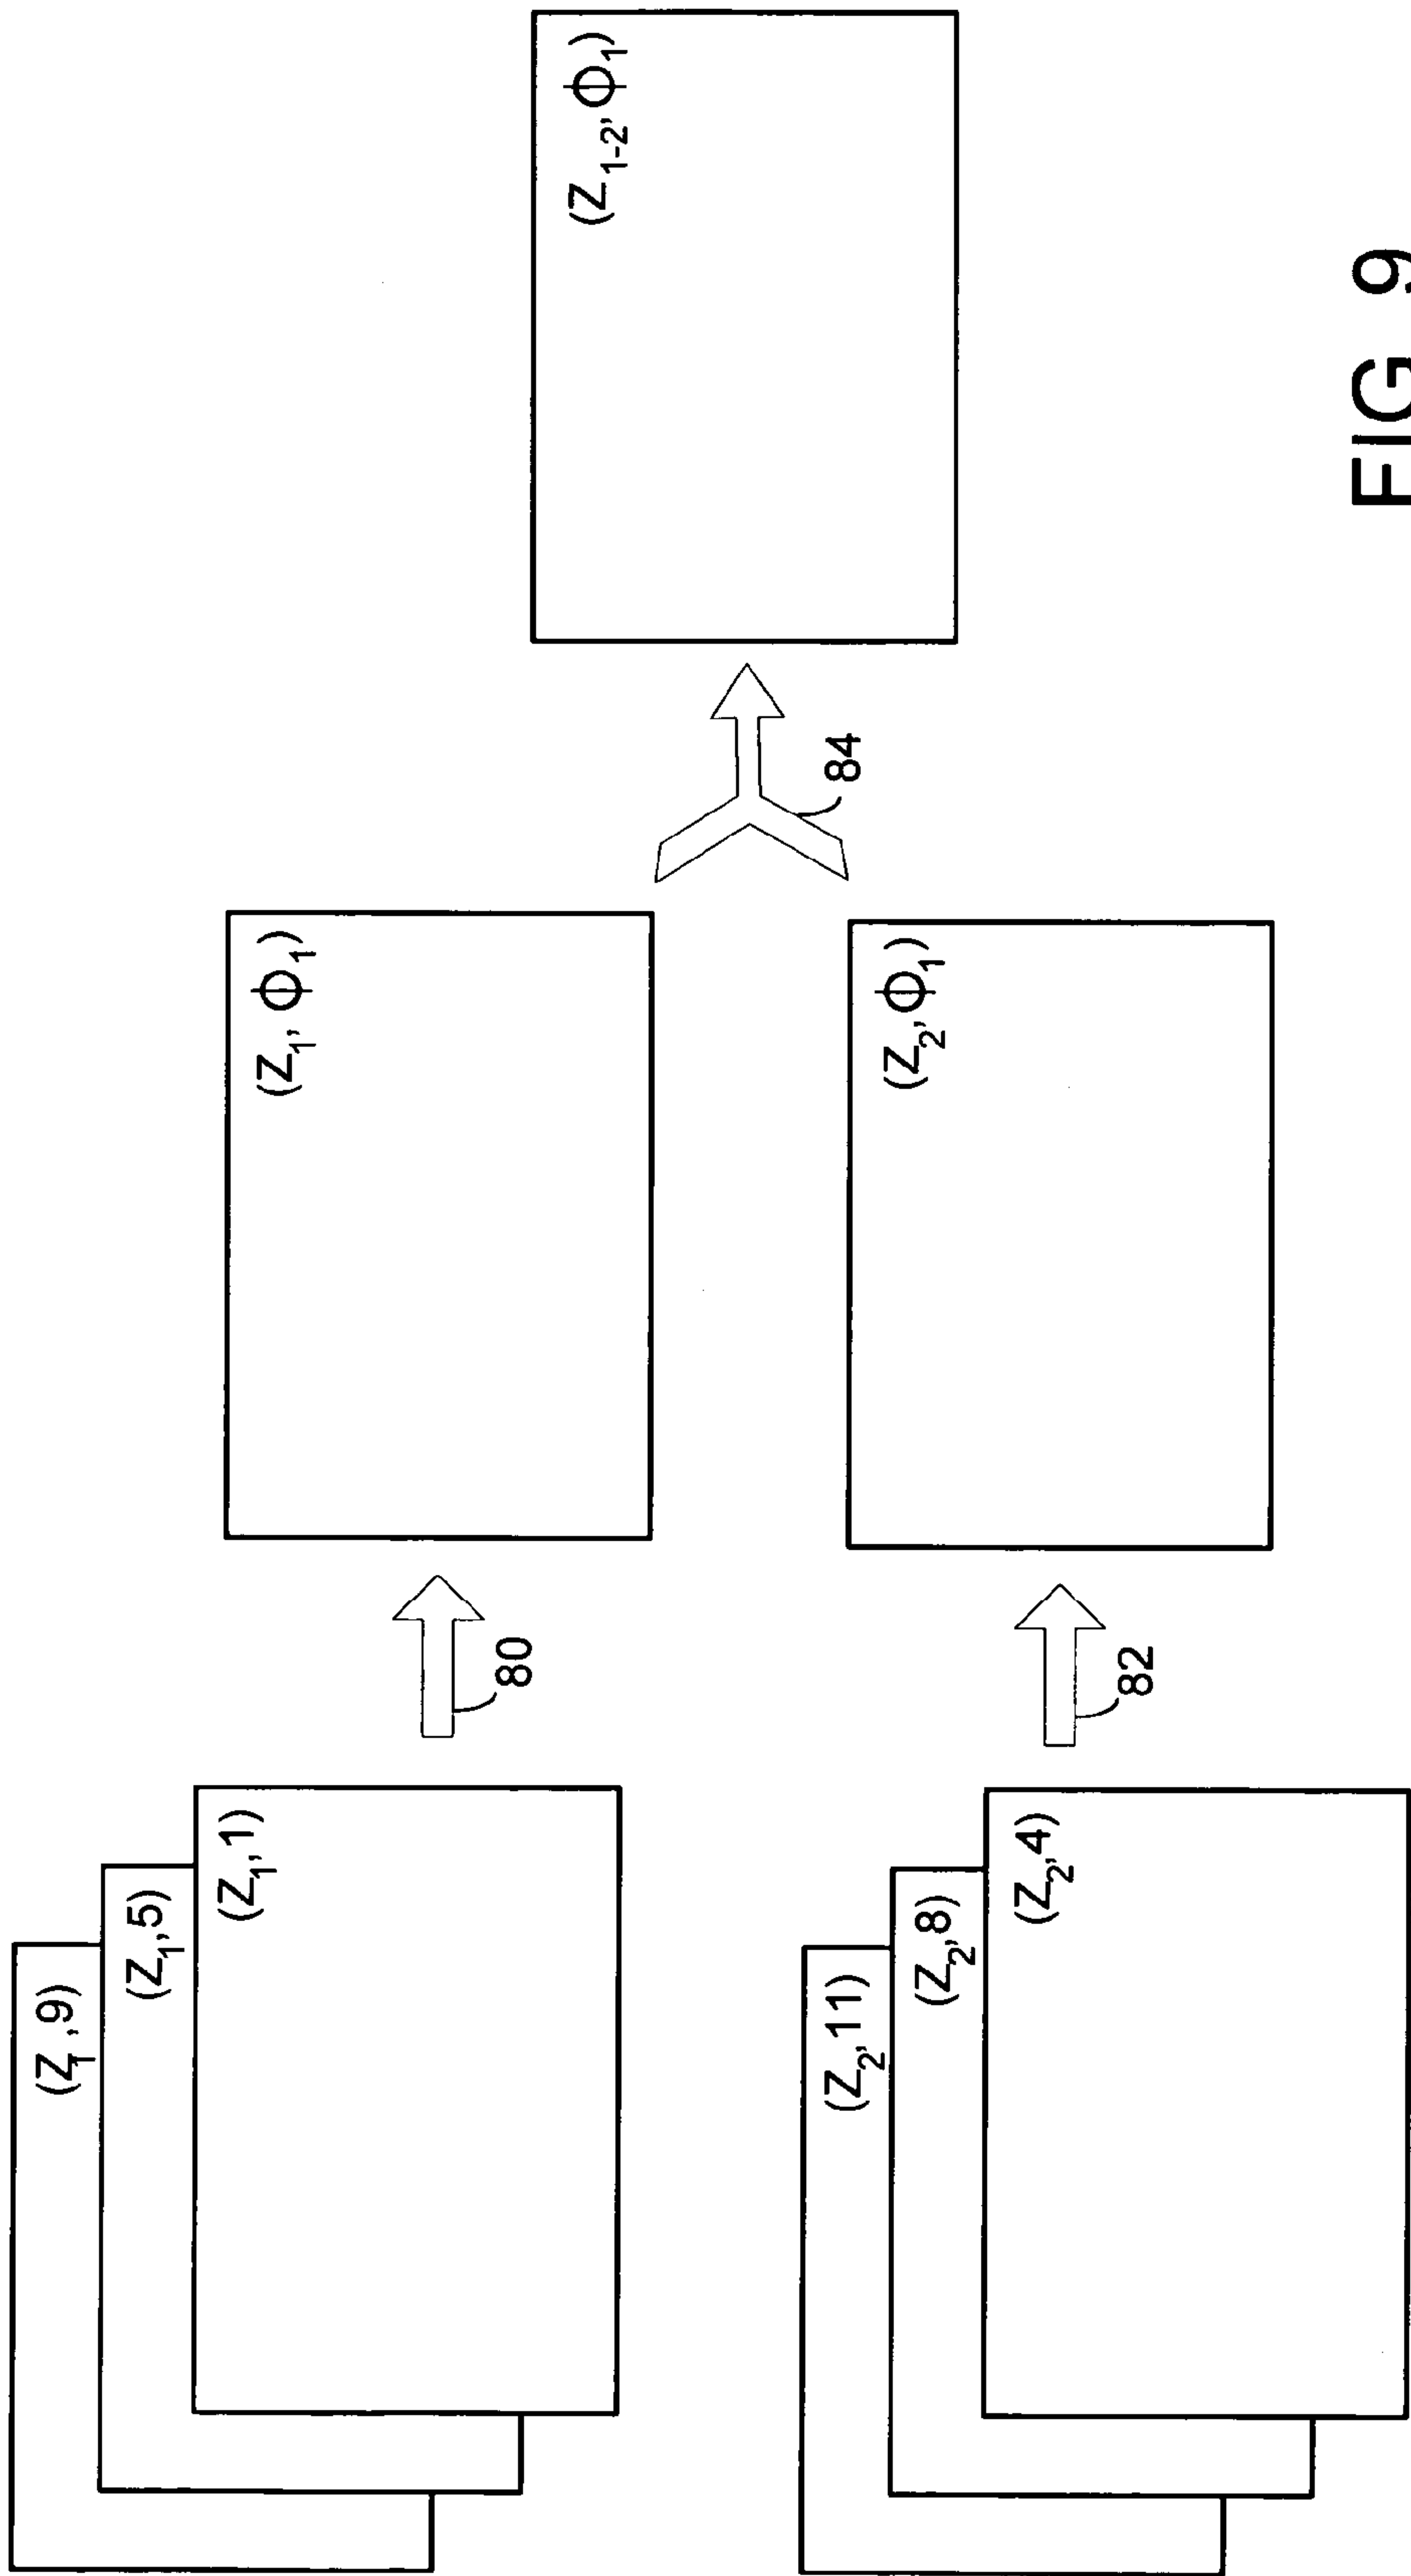 (Z₁,9)
(Z₁,5)
(Z₁,1)
80
(Z₁, Φ₁)
(Z₂,11)
(Z₂,8)
(Z₂,4)
82
(Z₂,Φ₁)
84
(Z₁₋₂,Φ₁)
FIG 9